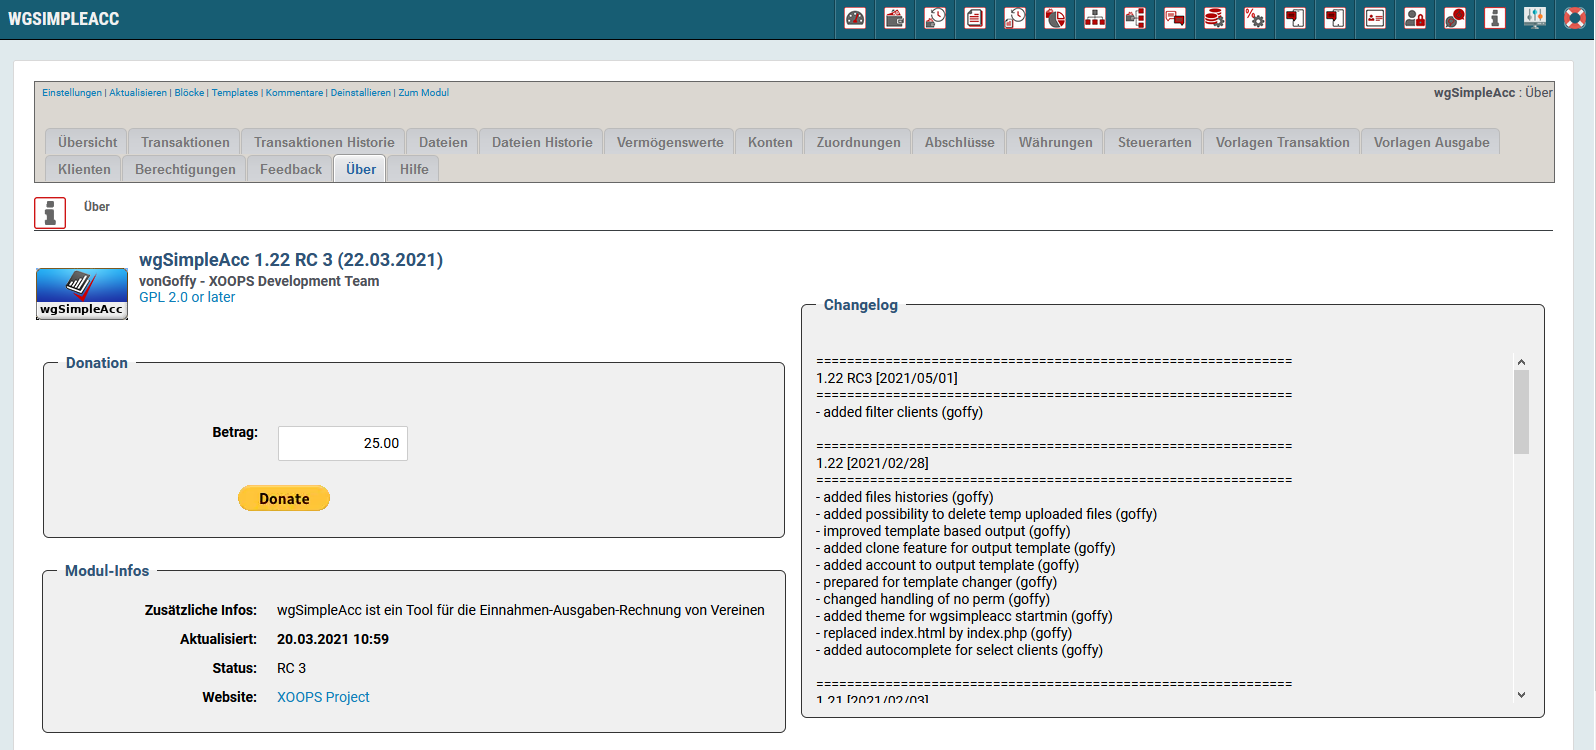 WGSIMPLEACC
Einstellungen | Aktualisieren | Blöcke | Templates | Kommentare | Deinstallieren | Zum Modul
wgSimpleAcc : Über
Übersicht Transaktionen Transaktionen Historie Dateien Dateien Historie Vermögenswerte Konten Zuordnungen Abschlüsse Währungen Steuerarten Vorlagen Transaktion Vorlagen Ausgabe
Klienten Berechtigungen Feedback Über Hilfe
Über
wgSimpleAcc 1.22 RC 3 (22.03.2021)
vonGoffy - XOOPS Development Team
GPL 2.0 or later
wgSimpleAcc
Donation
Betrag: 25.00
Donate
Modul-Infos
Zusätzliche Infos: wgSimpleAcc ist ein Tool für die Einnahmen-Ausgaben-Rechnung von Vereinen
Aktualisiert: 20.03.2021 10:59
Status: RC 3
Website: XOOPS Project
Changelog
==============================================================
1.22 RC3 [2021/05/01]
==============================================================
- added filter clients (goffy)
==============================================================
1.22 [2021/02/28]
==============================================================
- added files histories (goffy)
- added possibility to delete temp uploaded files (goffy)
- improved template based output (goffy)
- added clone feature for output template (goffy)
- added account to output template (goffy)
- prepared for template changer (goffy)
- changed handling of no perm (goffy)
- added theme for wgsimpleacc startmin (goffy)
- replaced index.html by index.php (goffy)
- added autocomplete for select clients (goffy)
==============================================================
1.21 [2021/02/03]